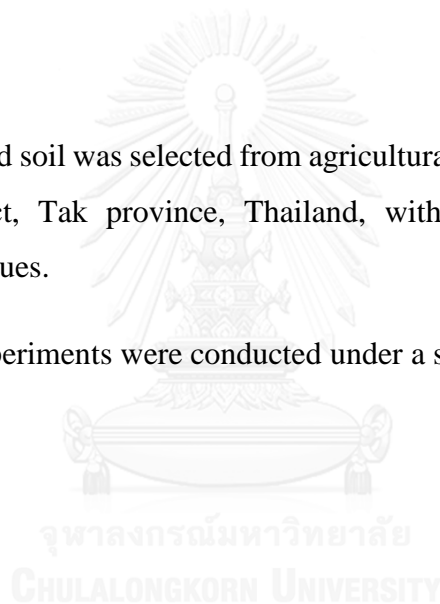 d soil was selected from agricultura
ct, Tak province, Thailand, with
ues.
periments were conducted under a s
จุฬาลงกรณ์มหาวิทยาลัย
CHULALONGKORN UNIVERSITY